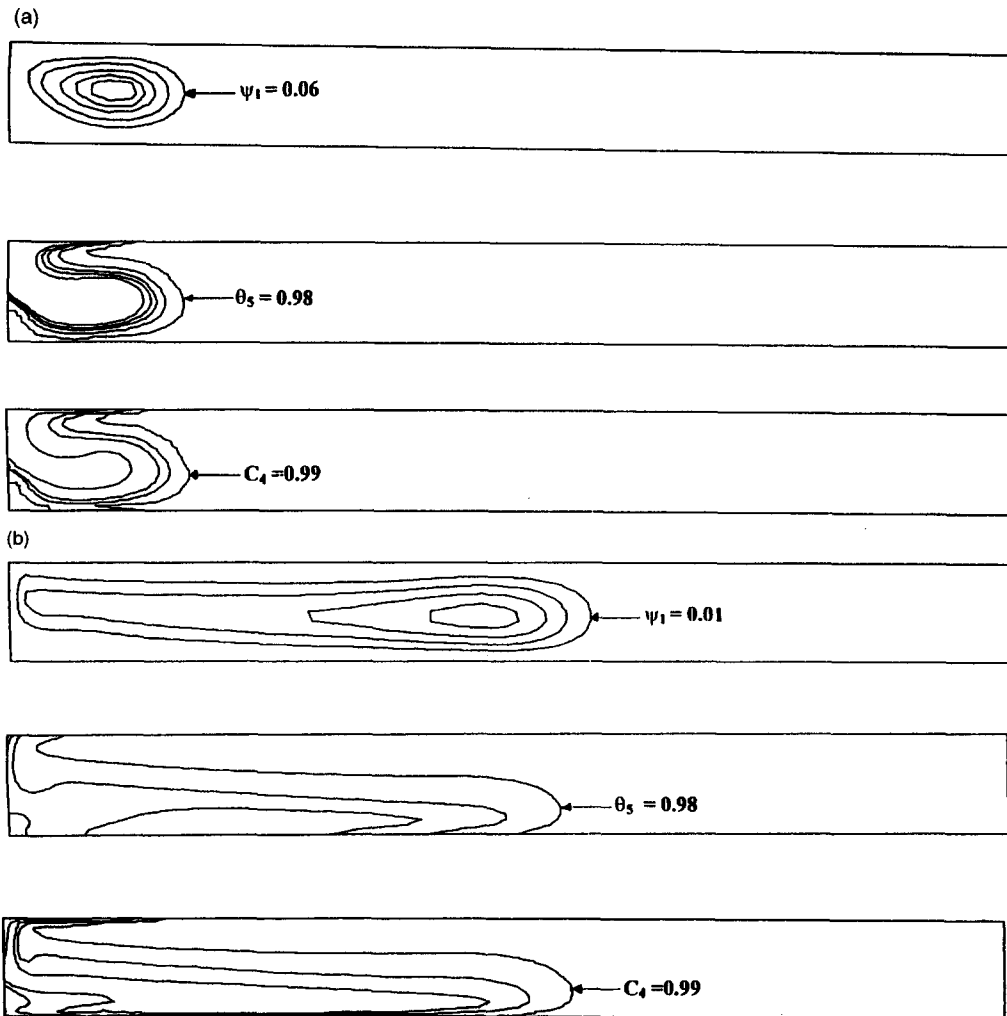 (a)
ψ₁ = 0.06
θ₅ = 0.98
C₄ =0.99
(b)
ψ₁ = 0.01
θ₅ = 0.98
C₄ =0.99